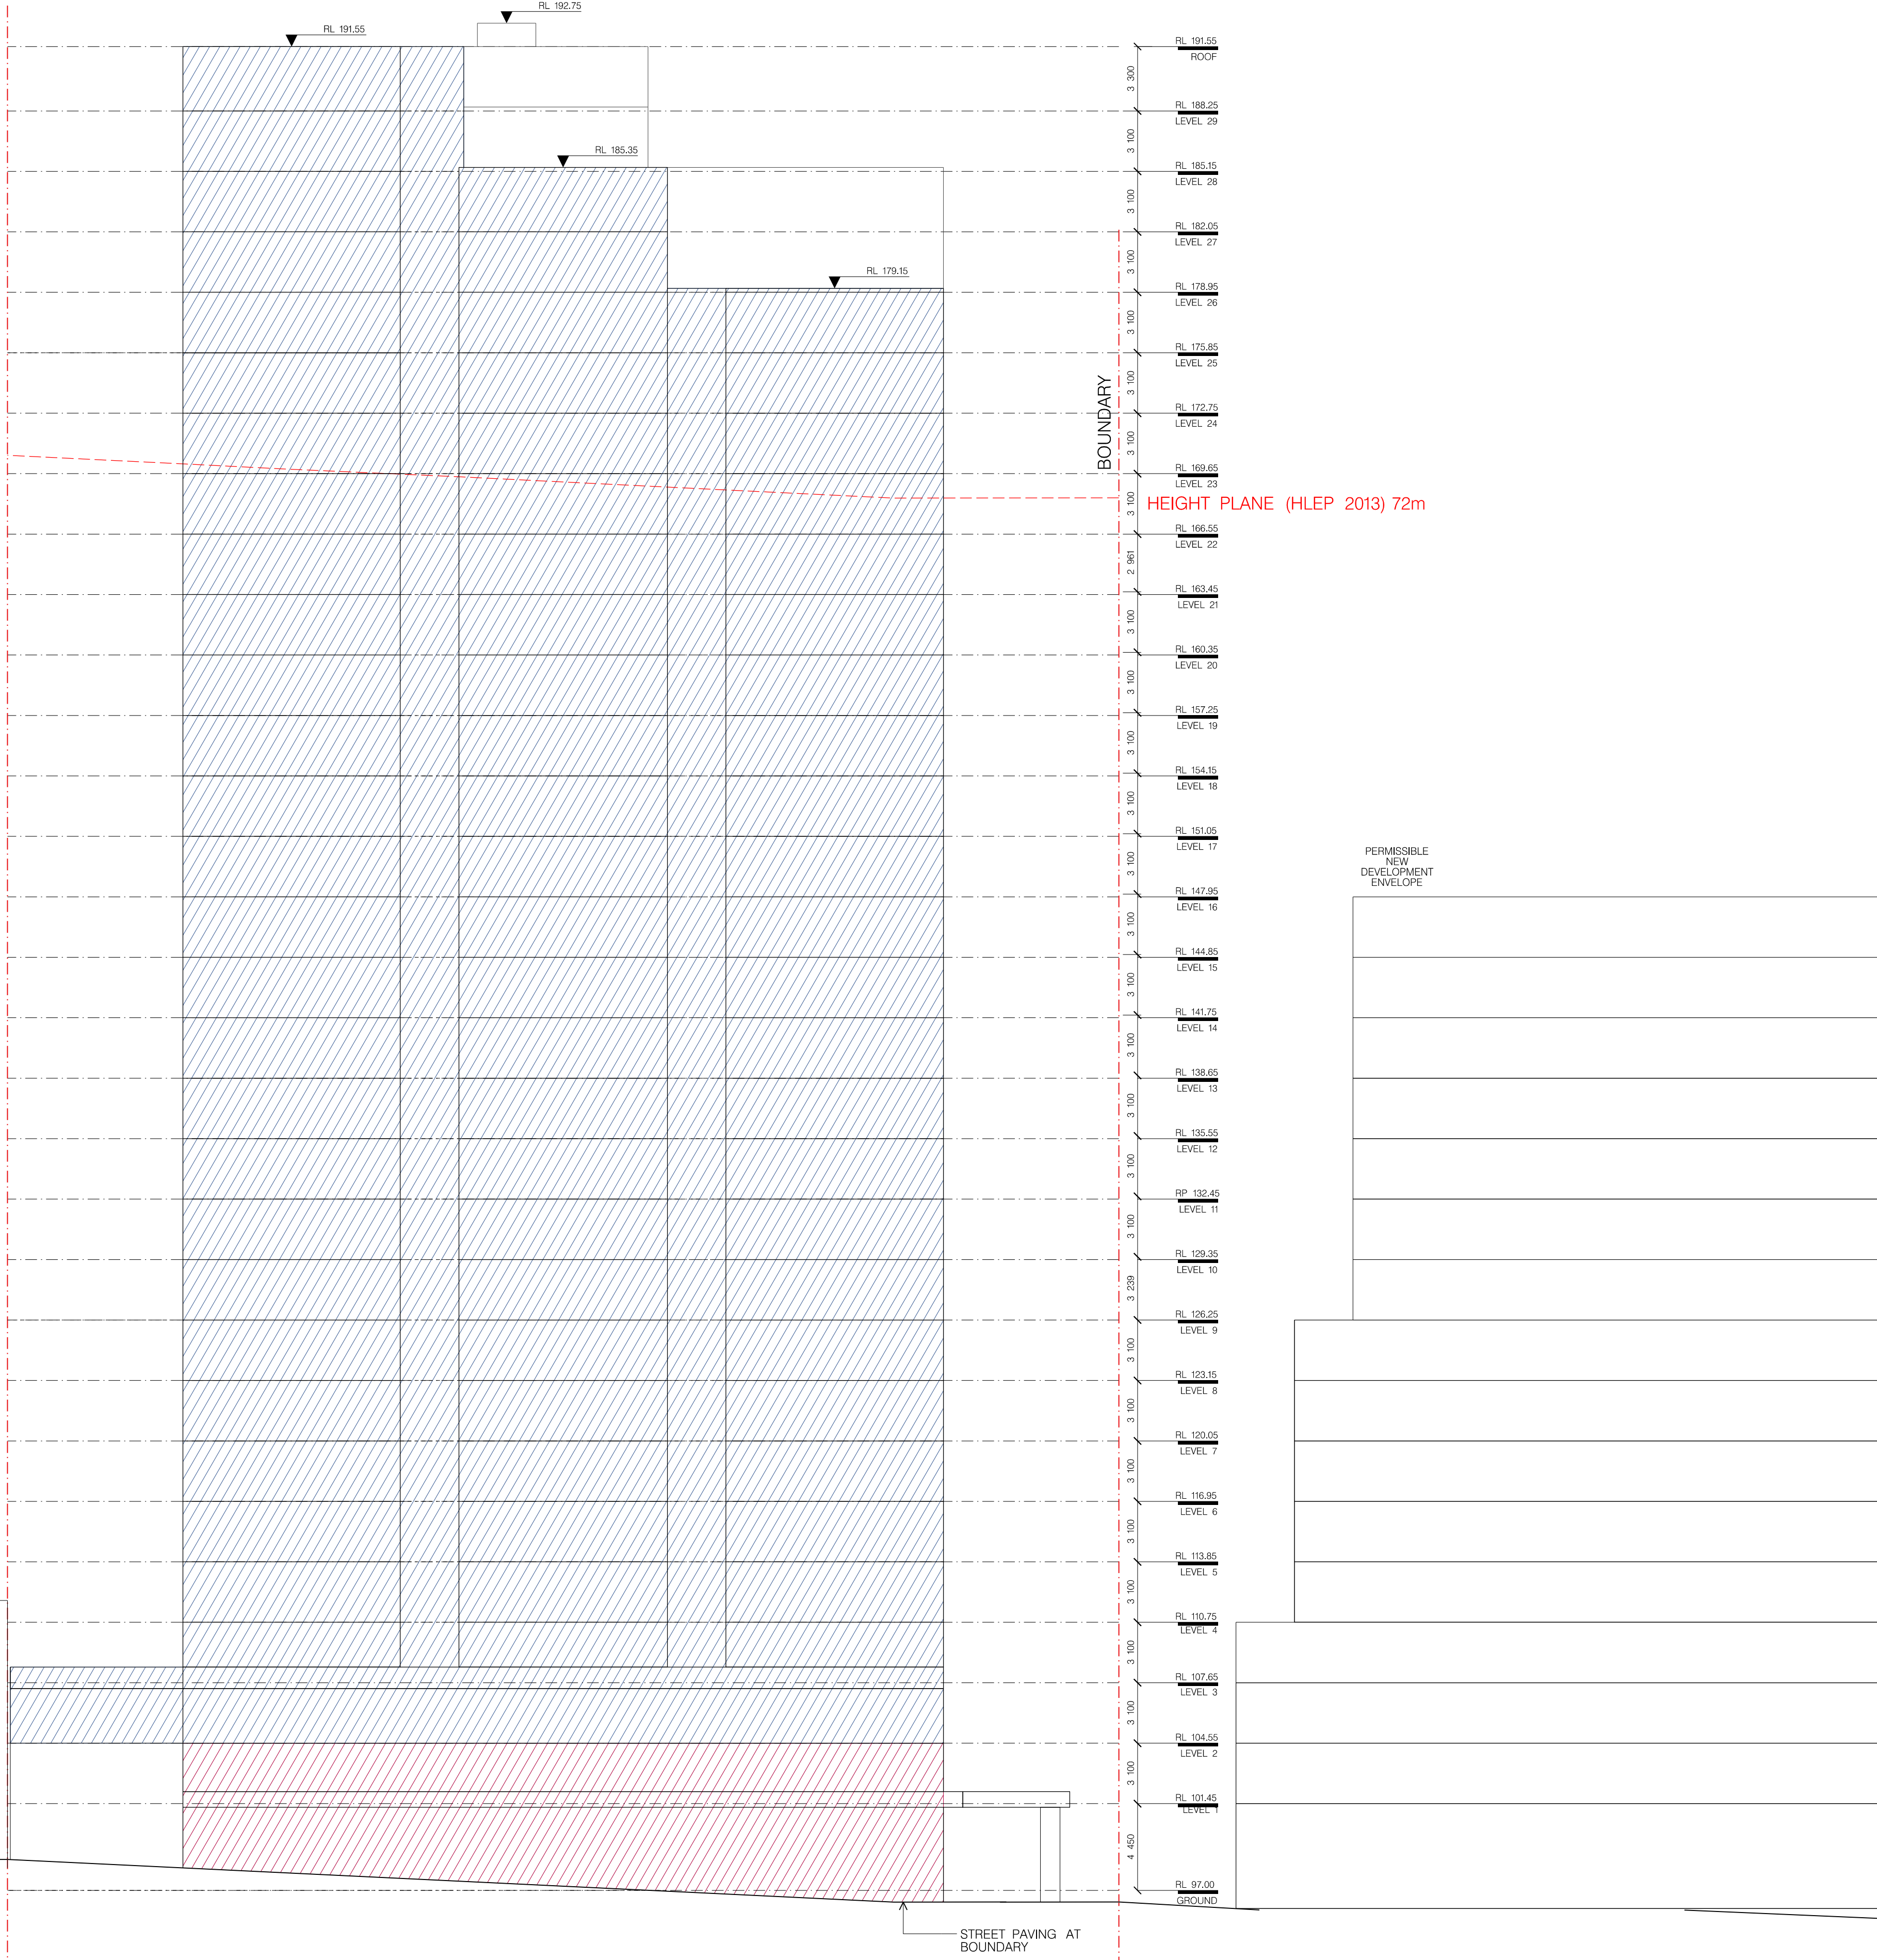 RL 192.75
RL 191.55
RL 185.35
RL 179.15
RL 191.55
ROOF
3 300
RL 188.25
LEVEL 29
3 100
RL 185.15
LEVEL 28
3 100
RL 182.05
LEVEL 27
3 100
RL 178.95
LEVEL 26
3 100
RL 175.85
LEVEL 25
3 100
RL 172.75
LEVEL 24
3 100
BOUNDARY
RL 169.65
LEVEL 23
3 100
HEIGHT PLANE (HLEP 2013) 72m
RL 166.55
LEVEL 22
2 961
RL 163.45
LEVEL 21
3 100
RL 160.35
LEVEL 20
3 100
RL 157.25
LEVEL 19
3 100
RL 154.15
LEVEL 18
3 100
RL 151.05
LEVEL 17
3 100
RL 147.95
LEVEL 16
3 100
RL 144.85
LEVEL 15
3 100
RL 141.75
LEVEL 14
3 100
RL 138.65
LEVEL 13
3 100
RL 135.55
LEVEL 12
3 100
RP 132.45
LEVEL 11
3 100
RL 129.35
LEVEL 10
3 239
RL 126.25
LEVEL 9
3 100
RL 123.15
LEVEL 8
3 100
RL 120.05
LEVEL 7
3 100
RL 116.95
LEVEL 6
3 100
RL 113.85
LEVEL 5
3 100
RL 110.75
LEVEL 4
3 100
RL 107.65
LEVEL 3
3 100
RL 104.55
LEVEL 2
3 100
RL 101.45
LEVEL 1
4 450
RL 97.00
GROUND
PERMISSIBLE
NEW
DEVELOPMENT
ENVELOPE
STREET PAVING AT
BOUNDARY